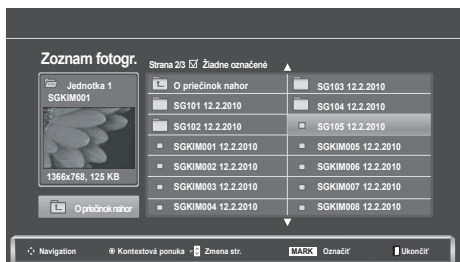 Zoznam fotogr.
Strana 2/3 ☑ Žiadne označené
Jednotka 1
SGKIM001
1366x768, 125 KB
O priečinok nahor
O priečinok nahor
SG101 12.2.2010
SG102 12.2.2010
SGKIM001 12.2.2010
SGKIM002 12.2.2010
SGKIM003 12.2.2010
SGKIM004 12.2.2010
SG103 12.2.2010
SG104 12.2.2010
SG105 12.2.2010
SGKIM005 12.2.2010
SGKIM006 12.2.2010
SGKIM007 12.2.2010
SGKIM008 12.2.2010
Navigation Kontextová ponuka Zmena str. MARK Označiť Ukončiť